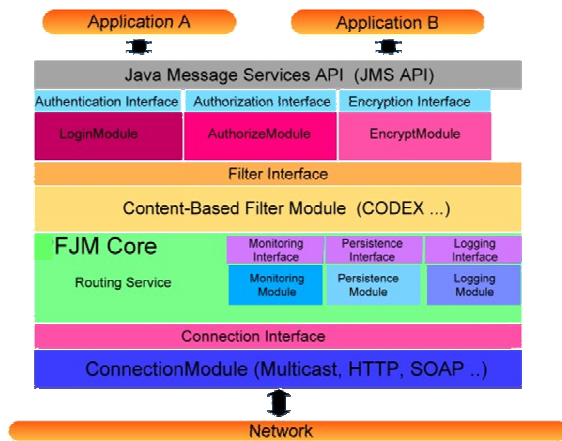 Application A
Application B
Java Message Services API (JMS API)
Authentication Interface
Authorization Interface
Encryption Interface
LoginModule
AuthorizeModule
EncryptModule
Filter Interface
Content-Based Filter Module (CODEX ...)
FJM Core
Routing Service
Monitoring
Interface
Persistence
Interface
Logging
Interface
Monitoring
Module
Persistence
Module
Logging
Module
Connection Interface
ConnectionModule (Multicast, HTTP, SOAP ..)
Network